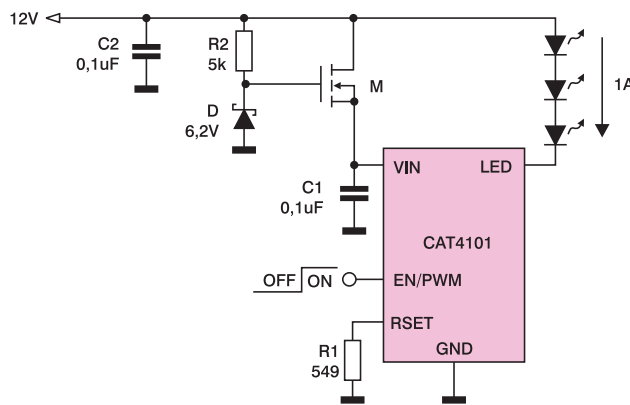 12V
C2
0,1uF
R2
5k
D
6,2V
M
1A
C1
0,1uF
VIN
LED
CAT4101
OFF
ON
EN/PWM
RSET
R1
549
GND